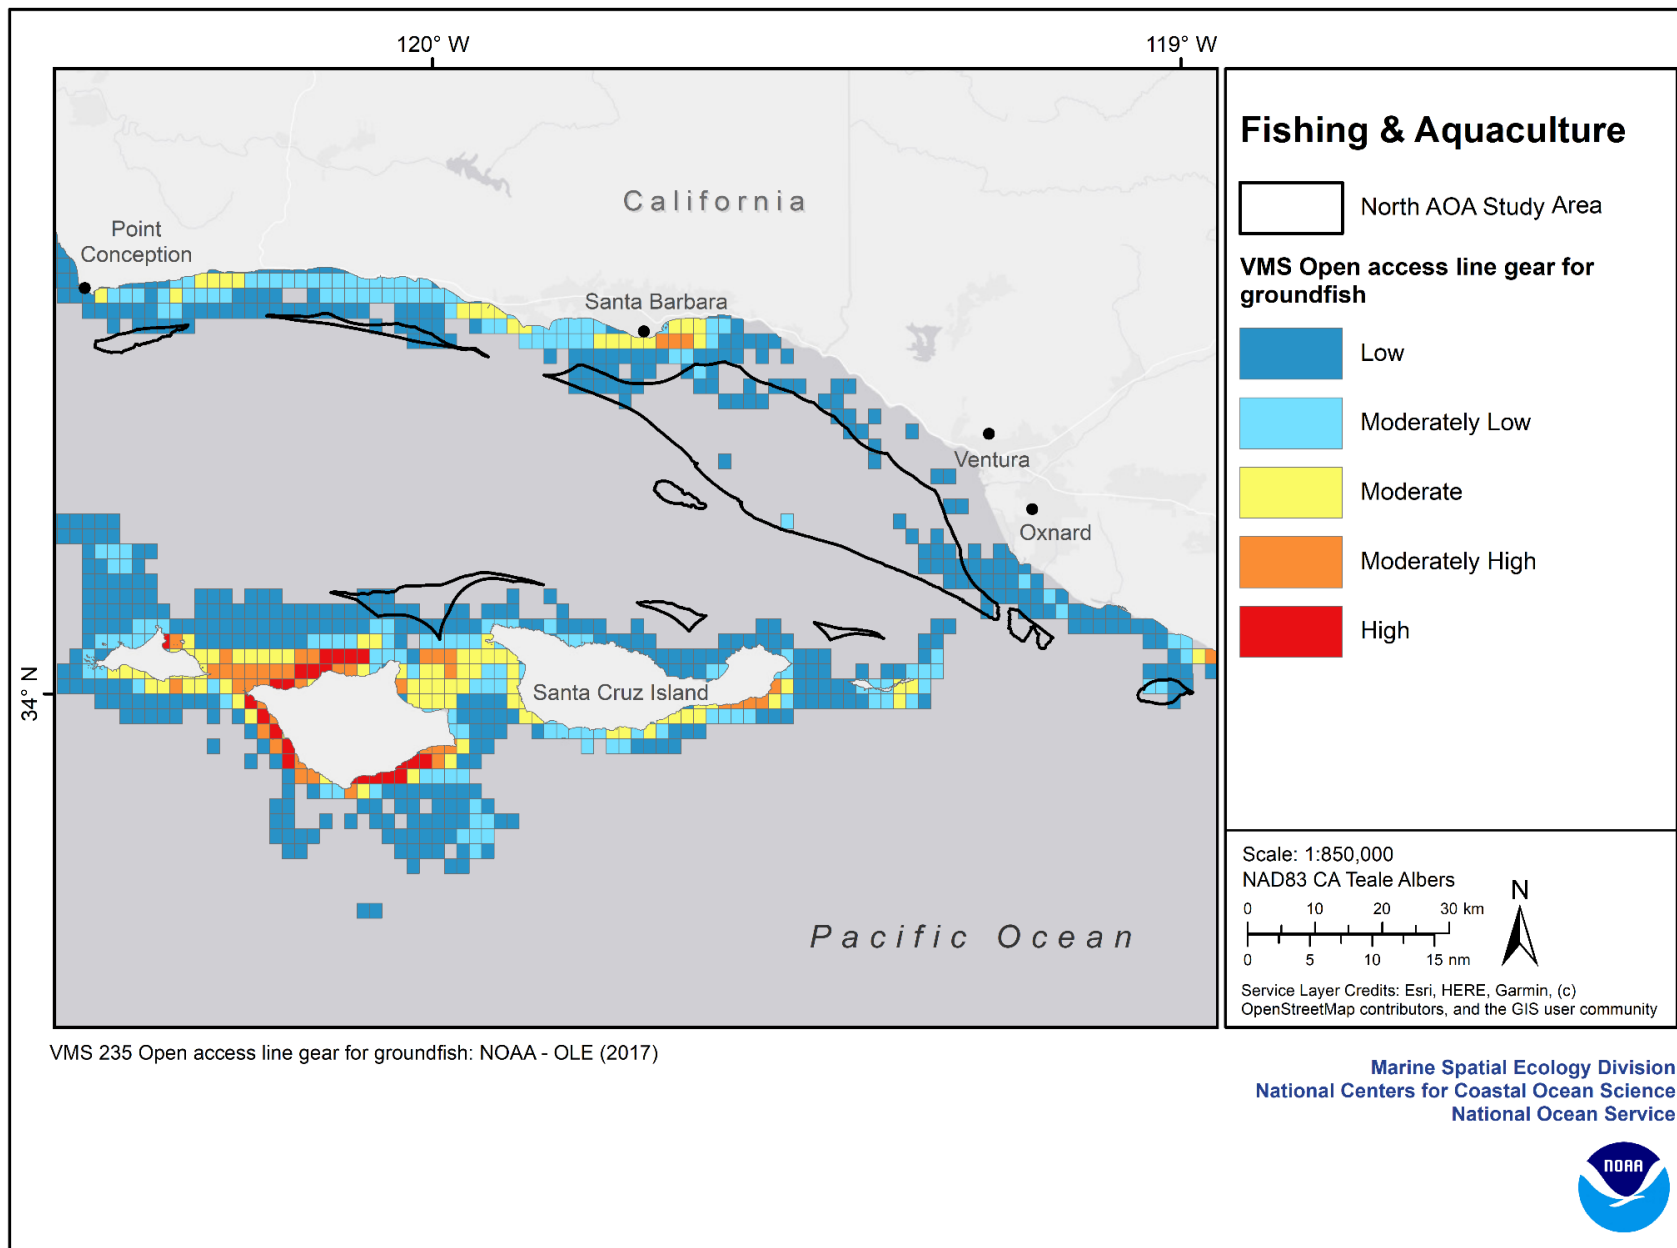 120° W
119° W
34° N
California
Point
Conception
Santa Barbara
Ventura
Oxnard
Santa Cruz Island
Pacific Ocean
Fishing & Aquaculture
North AOA Study Area
VMS Open access line gear for
groundfish
Low
Moderately Low
Moderate
Moderately High
High
Scale: 1:850,000
NAD83 CA Teale Albers
0 10 20 30 km
0 5 10 15 nm
N
Service Layer Credits: Esri, HERE, Garmin, (c)
OpenStreetMap contributors, and the GIS user community
VMS 235 Open access line gear for groundfish: NOAA - OLE (2017)
Marine Spatial Ecology Division
National Centers for Coastal Ocean Science
National Ocean Service
NOAA